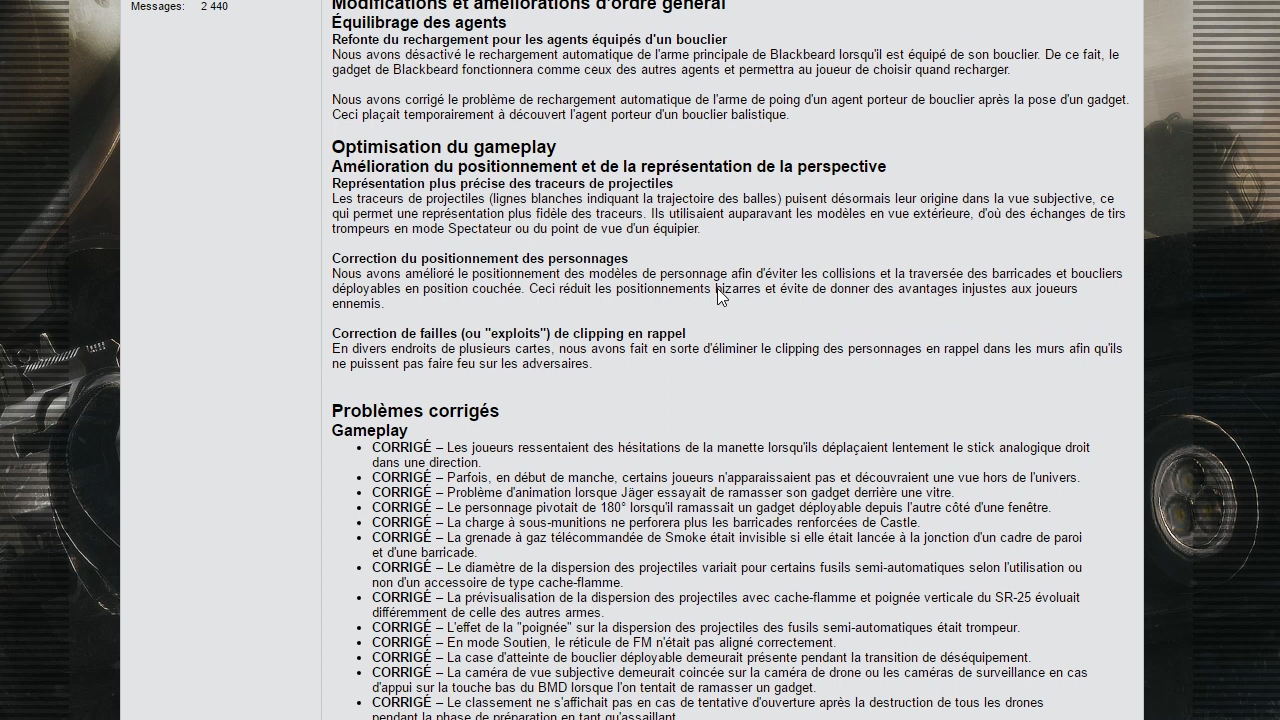 Messages: 2 440
Modifications et améliorations d'ordre général
Équilibrage des agents
Refonte du rechargement pour les agents équipés d'un bouclier
Nous avons désactivé le rechargement automatique de l'arme principe de Blackbeard lorsqu'il est équipé de son bouclier. De ce fait, le
gadget de Blackbeard fonctionnera comme ceux des autres agents et permettra au joueur de choisir quand recharger.
Nous avons corrigé le problème de rechargement automatique de l'arme de poing d'un agent porteur de bouclier après la pose d'un gadget.
Ceci plaçait temporairement à découvert l'agent porteur d'un bouclier balistique.
Optimisation du gameplay
Amélioration du positionnement et de la représentation de la perspective
Représentation plus précise des traceurs de projectiles
Les traceurs de projectiles (lignes fines indiquant la trajectoire des balles) puisent désormais leur origine dans la vue subjective, ce
qui permet une représentation plus fidèle des traceurs. Ils utilisaient auparavant les modèles en vue extérieure d'où des échanges de tirs
trompeurs en mode Spectateur ou du point de vue d'un équipier.
Correction du positionnement des personnages
Nous avons amélioré le positionnement des modèles de personnage afin d'éviter les collisions et la traversée des barricades et boucliers
déployables en position couchée. Ceci réduit les positionnements bizarres et évite de donner des avantages injustes aux joueurs
ennemis.
Correction de failles (ou "exploits") de clipping en rappel
En divers endroits de plusieurs cartes, nous avons fait en sorte d'éliminer le clipping des personnages en rappel dans les murs afin qu'ils
ne puissent pas faire feu sur les adversaires.
Problèmes corrigés
Gameplay
• CORRIGÉ – Les joueurs ressentaient des hésitations de la manette lorsqu'ils déplaçaient lentement le stick analogique droit
dans une direction.
• CORRIGÉ – Parfois, en début de manche, certains joueurs n'apparaissaient pas et découvraient une vue hors de l'univers.
• CORRIGÉ – Problème d'animation lorsque Jäger essayait de ramasser son gadget derrière la vitre.
• CORRIGÉ – Le personnage pivotait de 180° lorsqu'il ramassait un gadget déployable depuis l'autre côté d'une fenêtre.
• CORRIGÉ – La charge à sous-munitions ne perforera plus les barricades renforcées de Castle.
• CORRIGÉ – La grenade à gaz télécommandée de Smoke était invisible si elle était lancée à la jonction d'un cadre de paroi
et d'une barricade.
• CORRIGÉ – Le diamètre de la dispersion des projectiles variait pour certains fusils semi-automatiques selon l'utilisation ou
non d'un accessoire de type cache-flamme.
• CORRIGÉ – La prévisualisation de la dispersion des projectiles avec cache-flamme et poignée verticale du SR-25 évoluait
différemment de celle des autres armes.
• CORRIGÉ – L'effet de la "poignée" sur la dispersion des projectiles des fusils semi-automatiques était trompeur.
• CORRIGÉ – En mode Soutien, le réticule de FM n'était pas aligné correctement.
• CORRIGÉ – La case d'atteinte de bouclier déployable demeurait présente pendant la transition de déséquipement.
• CORRIGÉ – La caméra de vue subjective demeurait coincée sur la caméra de drone ou les caméras de surveillance en cas
d'appui sur la touche bas du BMD lorsque l'on tentait de ramasser un gadget.
• CORRIGÉ – Le classement ne s'affichait pas en cas de tentative d'ouverture après la destruction de tous les drones
pendant la phase de